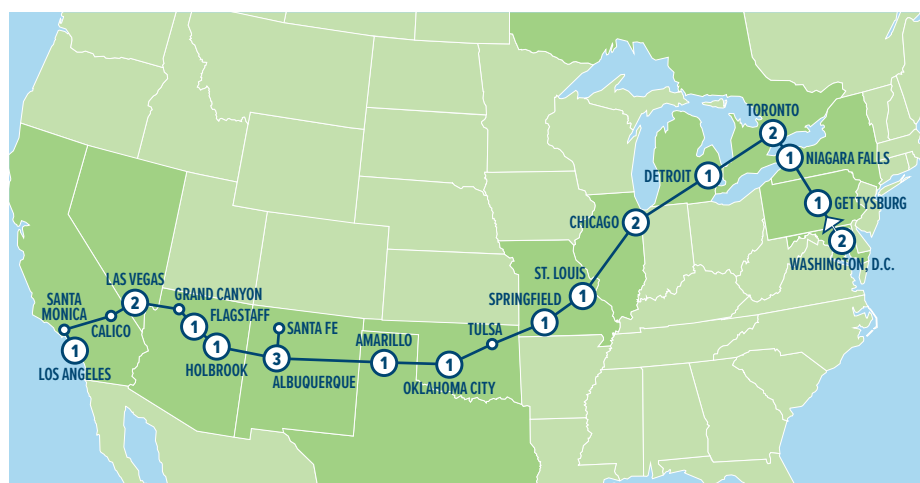 TORONTO
2
1
NIAGARA FALLS
DETROIT
1
1
GETTYSBURG
CHICAGO
2
2
WASHINGTON, D.C.
ST. LOUIS
1
SPRINGFIELD
1
LAS VEGAS
2
GRAND CANYON
SANTA
MONICA
CALICO
FLAGSTAFF
1
SANTA FE
TULSA
1
LOS ANGELES
1
HOLBROOK
3
ALBUQUERQUE
AMARILLO
1
1
OKLAHOMA CITY